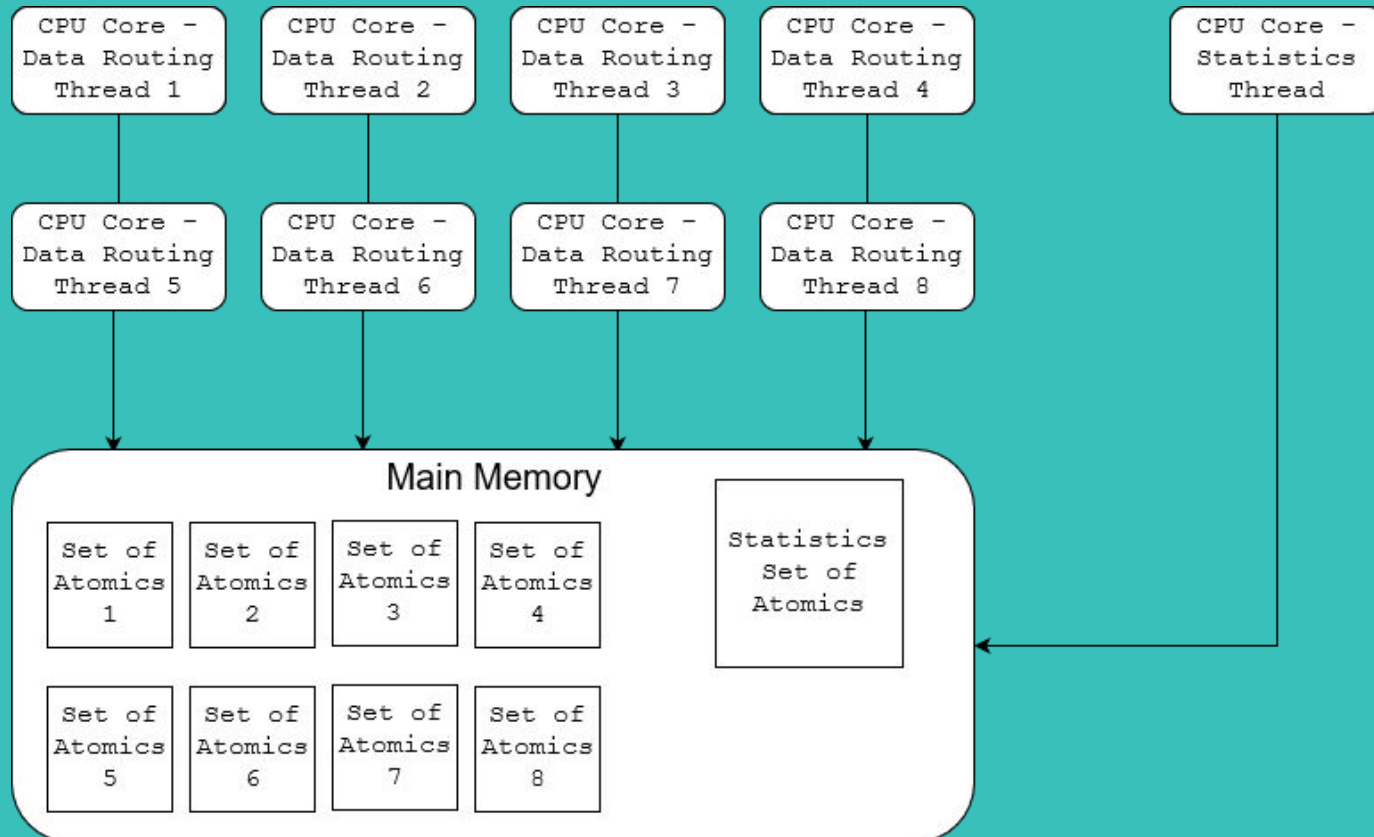 CPU Core –
Data Routing
Thread 1
CPU Core –
Data Routing
Thread 2
CPU Core –
Data Routing
Thread 3
CPU Core –
Data Routing
Thread 4
CPU Core –
Statistics
Thread
CPU Core –
Data Routing
Thread 5
CPU Core –
Data Routing
Thread 6
CPU Core –
Data Routing
Thread 7
CPU Core –
Data Routing
Thread 8
Main Memory
Set of
Atomics
1
Set of
Atomics
2
Set of
Atomics
3
Set of
Atomics
4
Statistics
Set of
Atomics
Set of
Atomics
5
Set of
Atomics
6
Set of
Atomics
7
Set of
Atomics
8